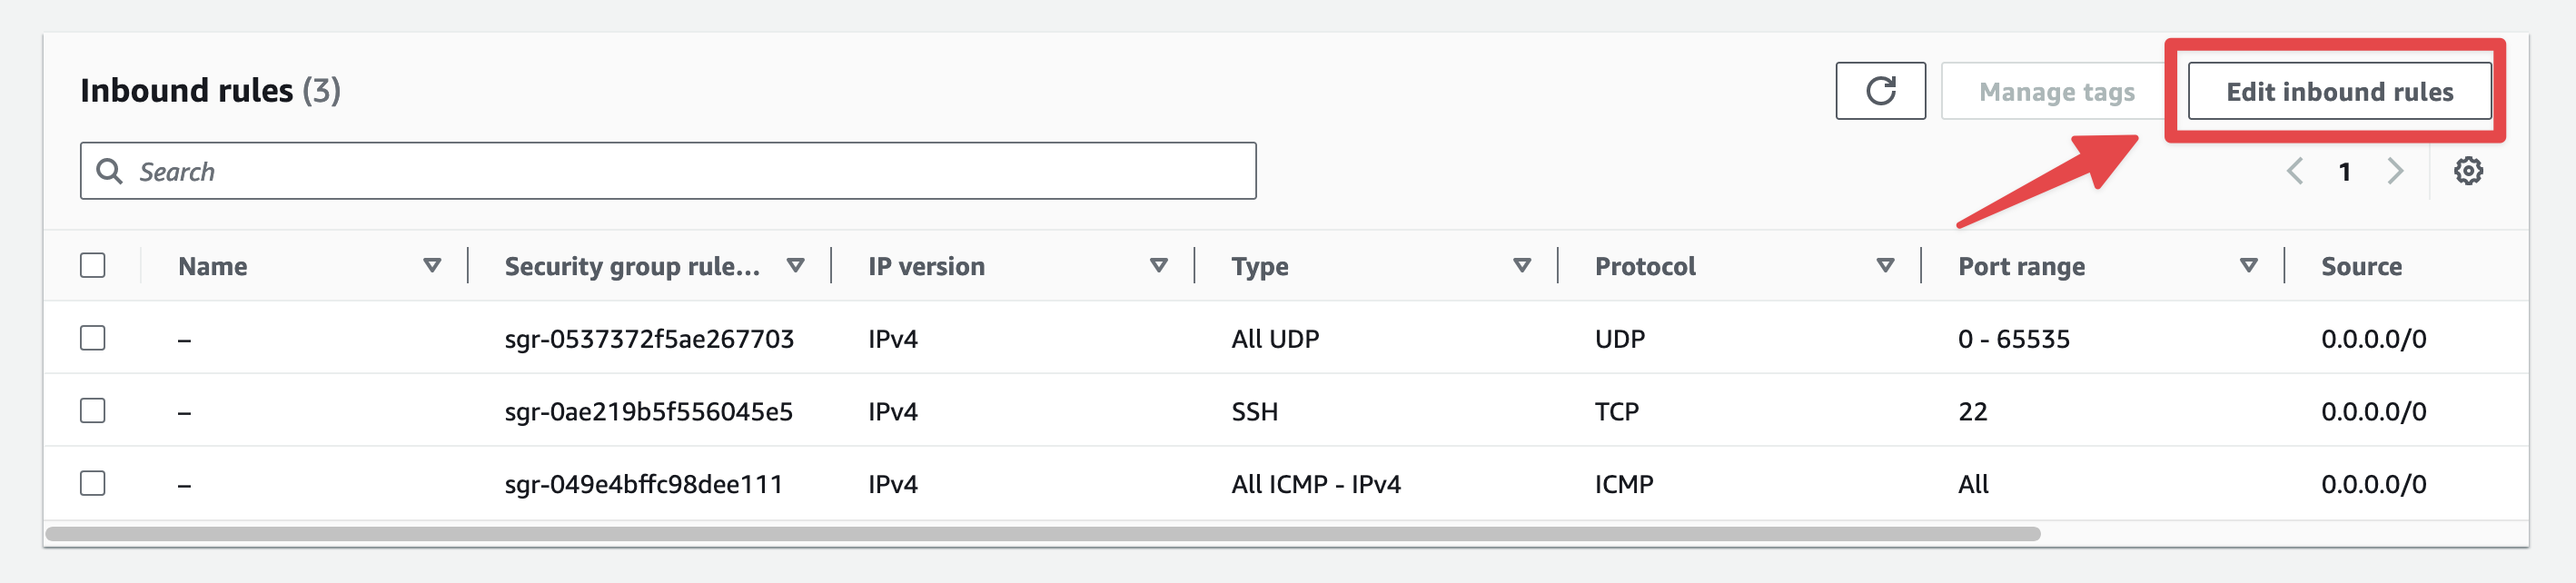 Inbound rules (3)
Manage tags
Edit inbound rules
Search
1
Name Security group rule... IP version Type Protocol Port range Source
– sgr-0537372f5ae267703 IPv4 All UDP UDP 0 - 65535 0.0.0.0/0
– sgr-0ae219b5f556045e5 IPv4 SSH TCP 22 0.0.0.0/0
– sgr-049e4bffc98dee111 IPv4 All ICMP - IPv4 ICMP All 0.0.0.0/0